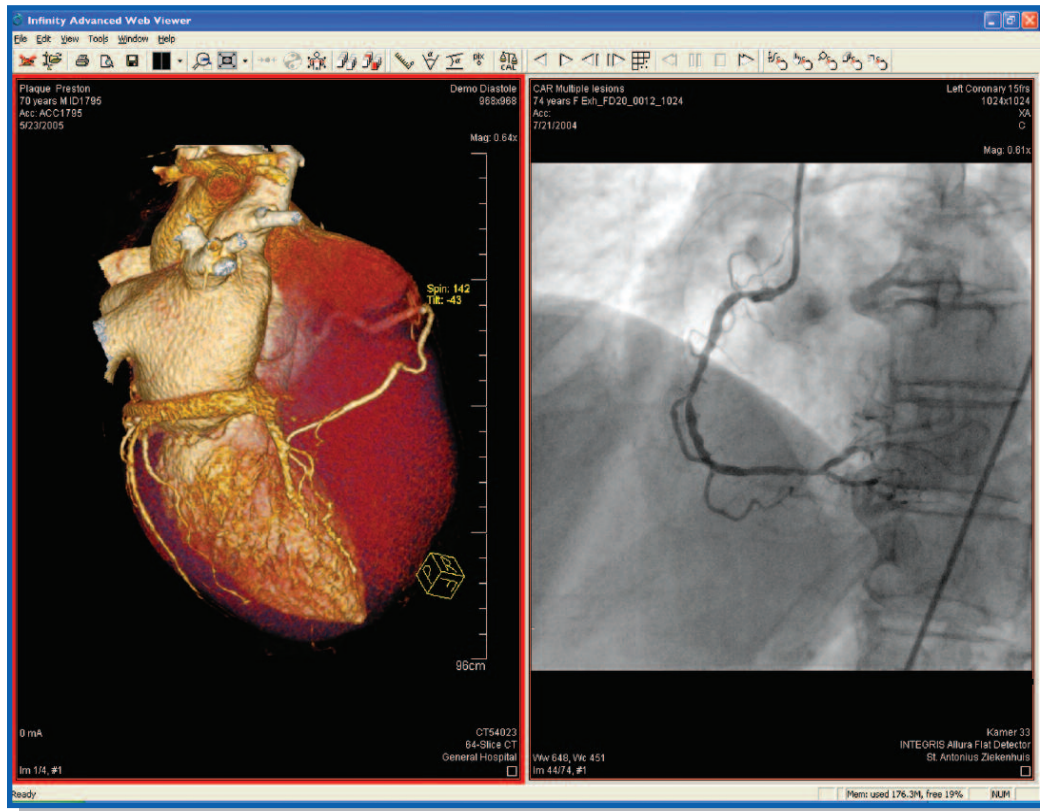 Infinity Advanced Web Viewer
File Edit View Tools Window Help
CAL
Plaque Preston
70 years M ID1795
Acc: ACC1795
5/23/2005
Demo Diastole
968x968
Mag: 0.64x
Spin: 142
Tilt: -43
96cm
0 mA
Im 1/4, #1
CT54023
64-Slice CT
General Hospital
CAR Multiple lesions
74 years F Exh_FD20_0012_1024
Acc:
7/21/2004
Left Coronary 15frs
1024x1024
XA
C
Mag: 0.81x
Ww 648, Wc 451
Im 44/74, #1
Kamer 33
INTEGRIS Allura Flat Detector
St. Antonius Ziekenhuis
Ready
Mem: used 176.3M, free 19%
NUM